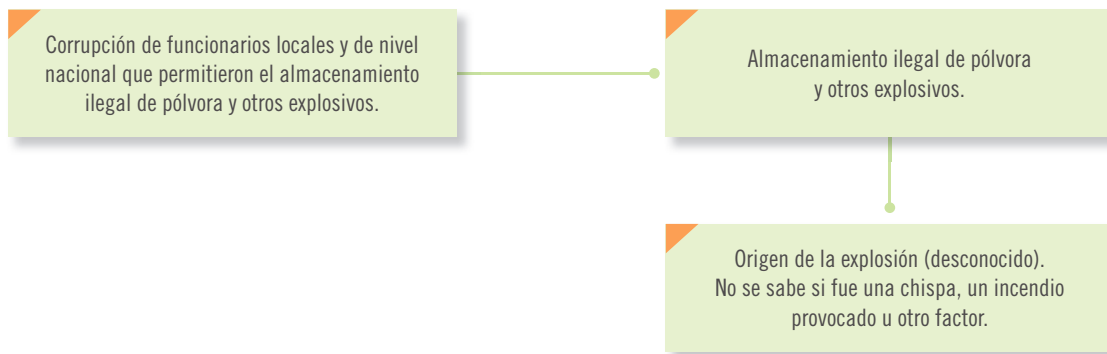 Corrupción de funcionarios locales y de nivel
nacional que permitieron el almacenamiento
ilegal de pólvora y otros explosivos.
Almacenamiento ilegal de pólvora
y otros explosivos.
Origen de la explosión (desconocido).
No se sabe si fue una chispa, un incendio
provocado u otro factor.